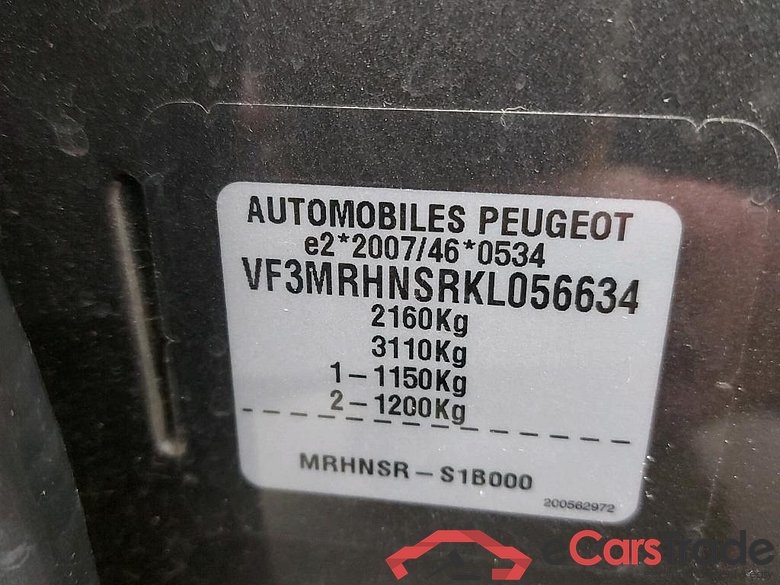 AUTOMOBILES PEUGEOT
e2*2007/46*0534
VF3MRHNSRKL056634
2160Kg
3110Kg
1-1150Kg
2-1200Kg
MRHNSR-S1B000
200562972
eCarstrade